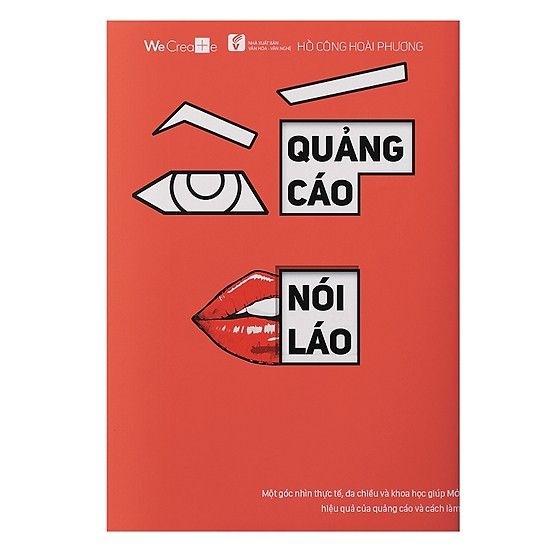 WeCreate
NHÀ XUẤT BẢN
VĂN HÓA - VĂN NGHỆ
HỒ CÔNG HOÀI PHƯƠNG
QUẢNG
CÁO
NÓI
LÁO
Một góc nhìn thực tế, đa chiều và khoa học giúp MỞ
hiệu quả của quảng cáo và cách làm